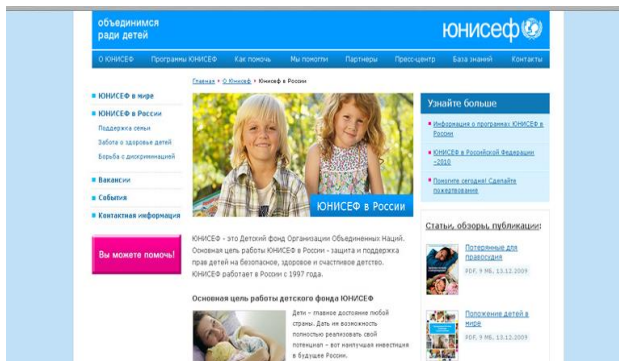 объединимся
ради детей
юнисеф
О ЮНИСЕФ Программы ЮНИСЕФ Как помочь Мы помогли Партнеры Пресс-центр База знаний Контакты
Главная • О Юнисеф • Юнисеф в России
ЮНИСЕФ в мире
ЮНИСЕФ в России
Поддержка семьи
Забота о здоровье детей
Борьба с дискриминацией
Вакансии
События
Контактная информация
Вы можете помочь!
ЮНИСЕФ в России
ЮНИСЕФ - это Детский фонд Организации Объединенных Наций.
Основная цель работы ЮНИСЕФ в России - защита и поддержка
прав детей на безопасное, здоровое и счастливое детство.
ЮНИСЕФ работает в России с 1997 года.
Основная цель работы детского фонда ЮНИСЕФ
Дети - главное достояние любой
страны. Дать им возможность
полностью реализовать свой
потенциал - вот наилучшая инвестиция
в будущее России.
Узнайте больше
Информация о программах ЮНИСЕФ в
России
ЮНИСЕФ в Российской Федерации
-2010
Помогите сегодня! Сделайте
пожертвование
Статьи, обзоры, публикации:
Потерянные для
правосудия
PDF, 9 МБ, 13.12.2009
Положение детей в
мире
PDF, 9 МБ, 13.12.2009